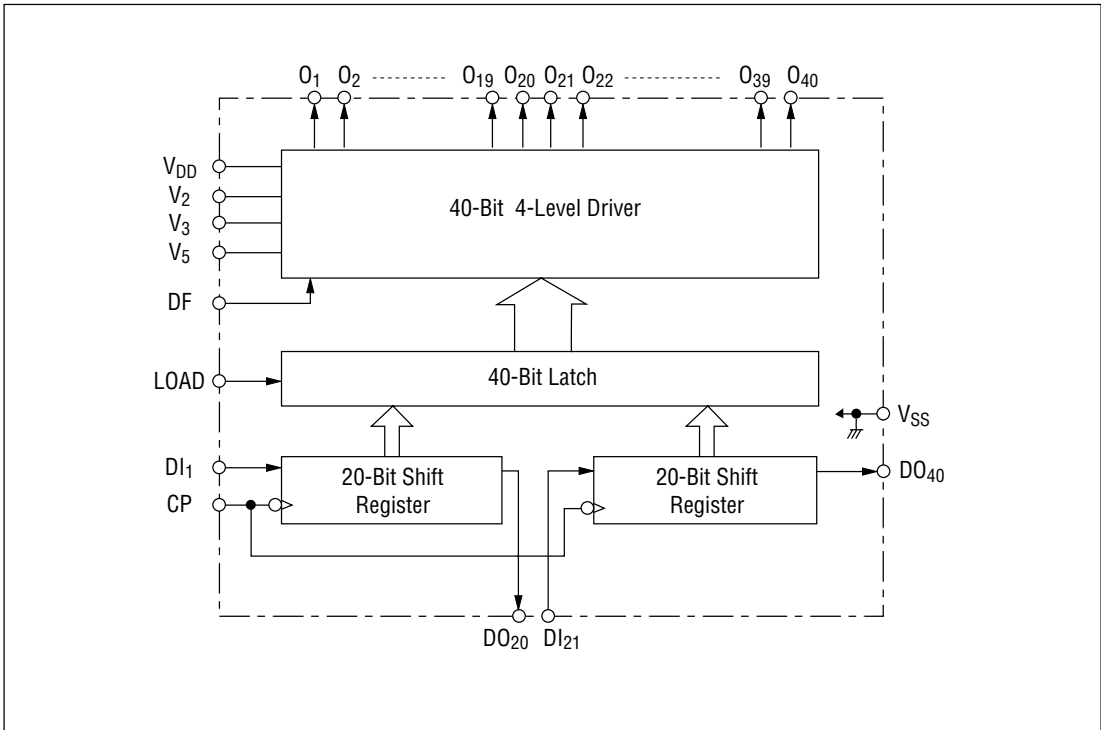 O1 O2 O19 O20 O21 O22 O39 O40
VDD
V2
V3
V5
40-Bit 4-Level Driver
DF
LOAD
40-Bit Latch
VSS
DI1
CP
20-Bit Shift
Register
20-Bit Shift
Register
DO40
DO20 DI21